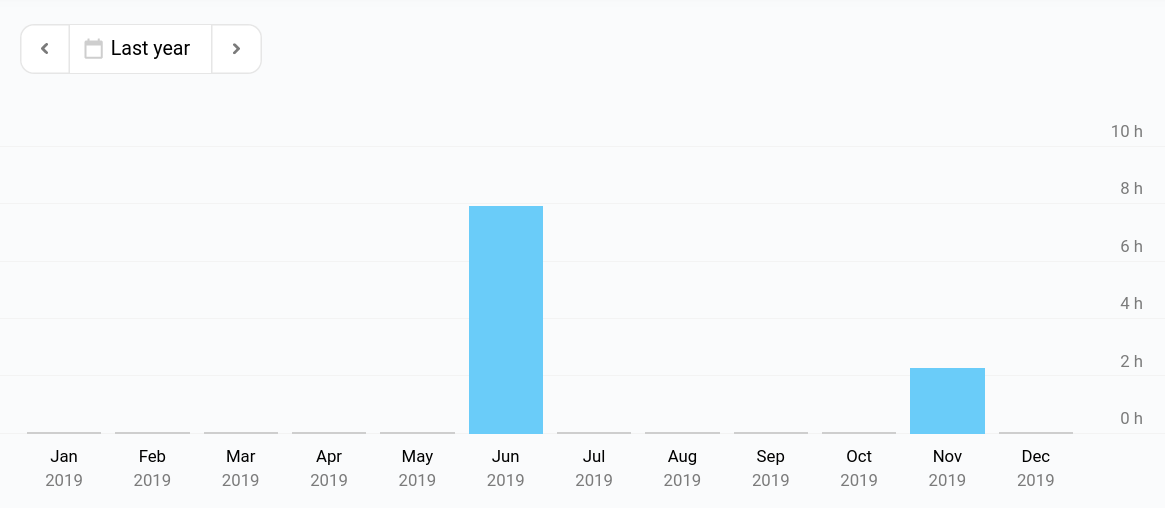 Last year
10 h
8 h
6 h
4 h
2 h
0 h
Jan Feb Mar Apr May Jun Jul Aug Sep Oct Nov Dec
2019 2019 2019 2019 2019 2019 2019 2019 2019 2019 2019 2019